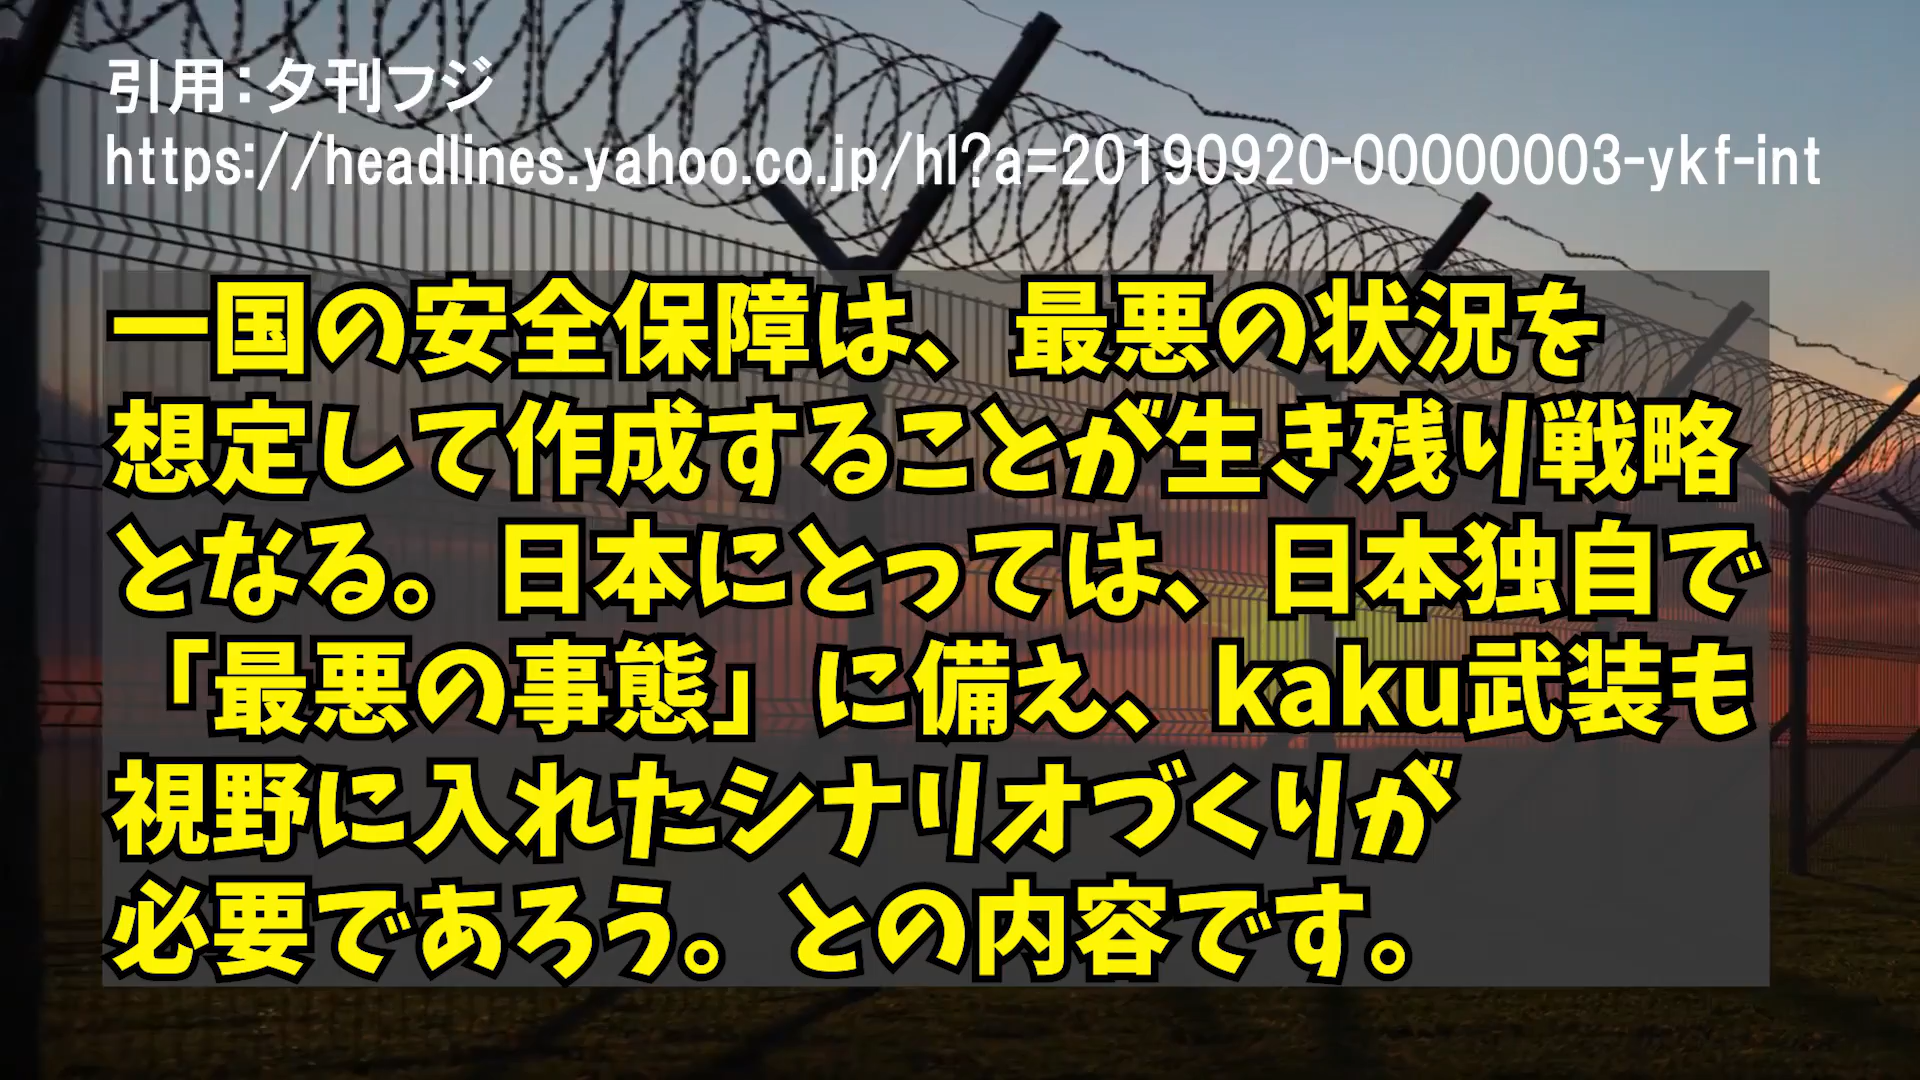 引用：夕刊フジ
https://headlines.yahoo.co.jp/hl?a=20190920-00000003-ykf-int
一国の安全保障は、最悪の状況を
想定して作成することが生き残り戦略
となる。日本にとっては、日本独自で
「最悪の事態」に備え、kaku武装も
視野に入れたシナリオづくりが
必要であろう。との内容です。